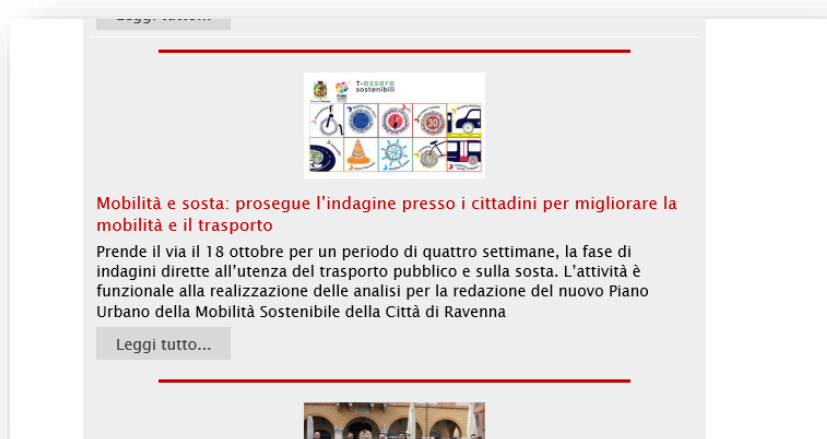 Leggi tutto...
T-essere
sostenibili
30
Mobilità e sosta: prosegue l’indagine presso i cittadini per migliorare la
mobilità e il trasporto
Prende il via il 18 ottobre per un periodo di quattro settimane, la fase di
indagini dirette all’utenza del trasporto pubblico e sulla sosta. L’attività è
funzionale alla realizzazione delle analisi per la redazione del nuovo Piano
Urbano della Mobilità Sostenibile della Città di Ravenna
Leggi tutto...